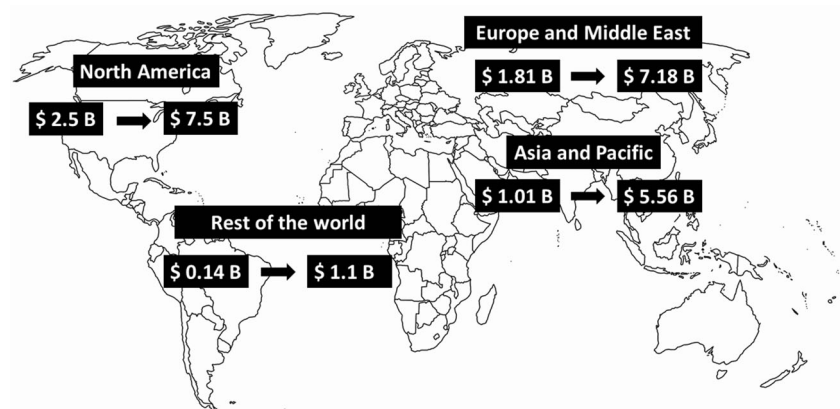 Europe and Middle East
$ 1.81 B
$ 7.18 B
North America
$ 2.5 B
$ 7.5 B
Asia and Pacific
$ 1.01 B
$ 5.56 B
Rest of the world
$ 0.14 B
$ 1.1 B